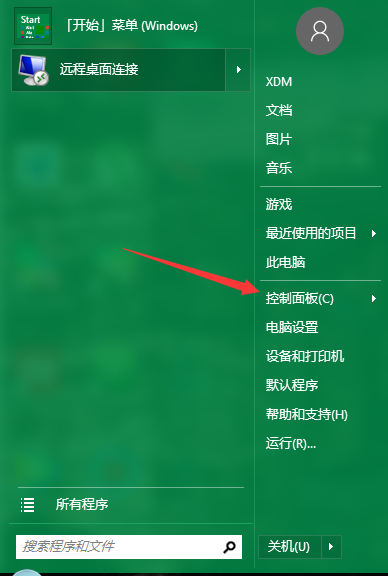 Start
「开始」菜单 (Windows)
远程桌面连接
XDM
文档
图片
音乐
游戏
最近使用的项目
此电脑
控制面板(C)
电脑设置
设备和打印机
默认程序
帮助和支持(H)
运行(R)...
所有程序
搜索程序和文件
关机(U)